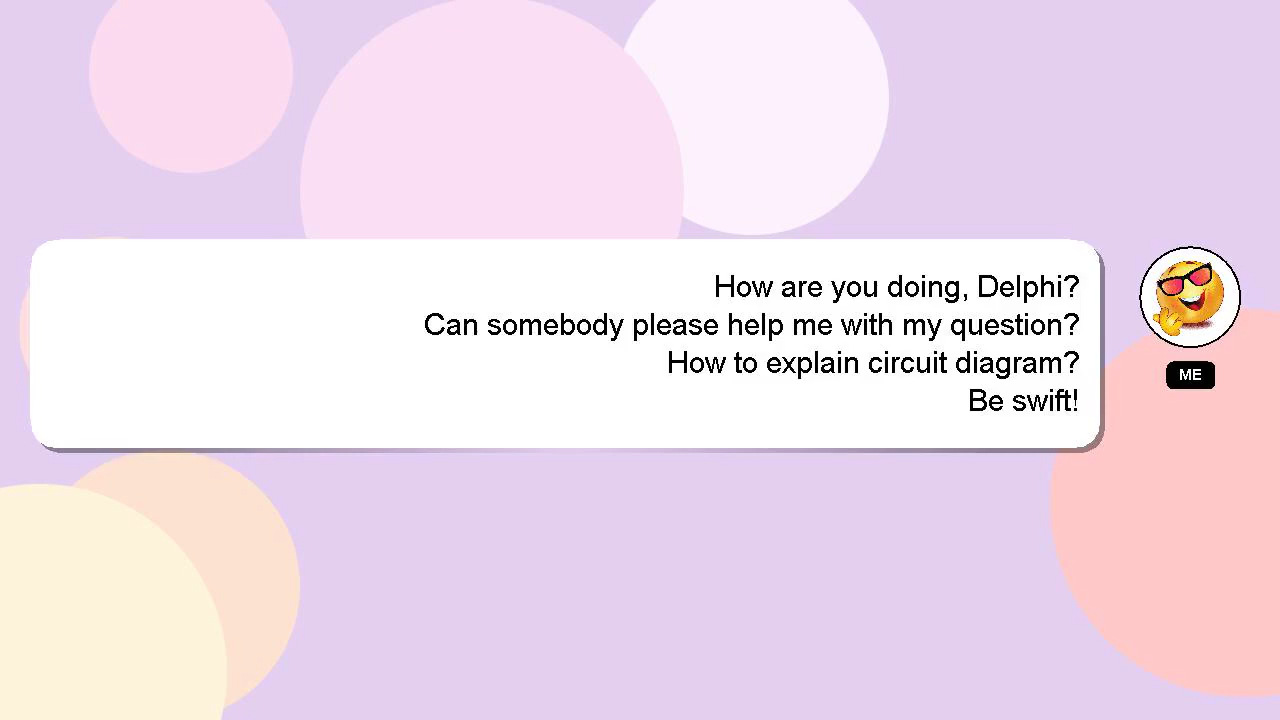 How are you doing, Delphi?
Can somebody please help me with my question?
How to explain circuit diagram?
Be swift!
ME